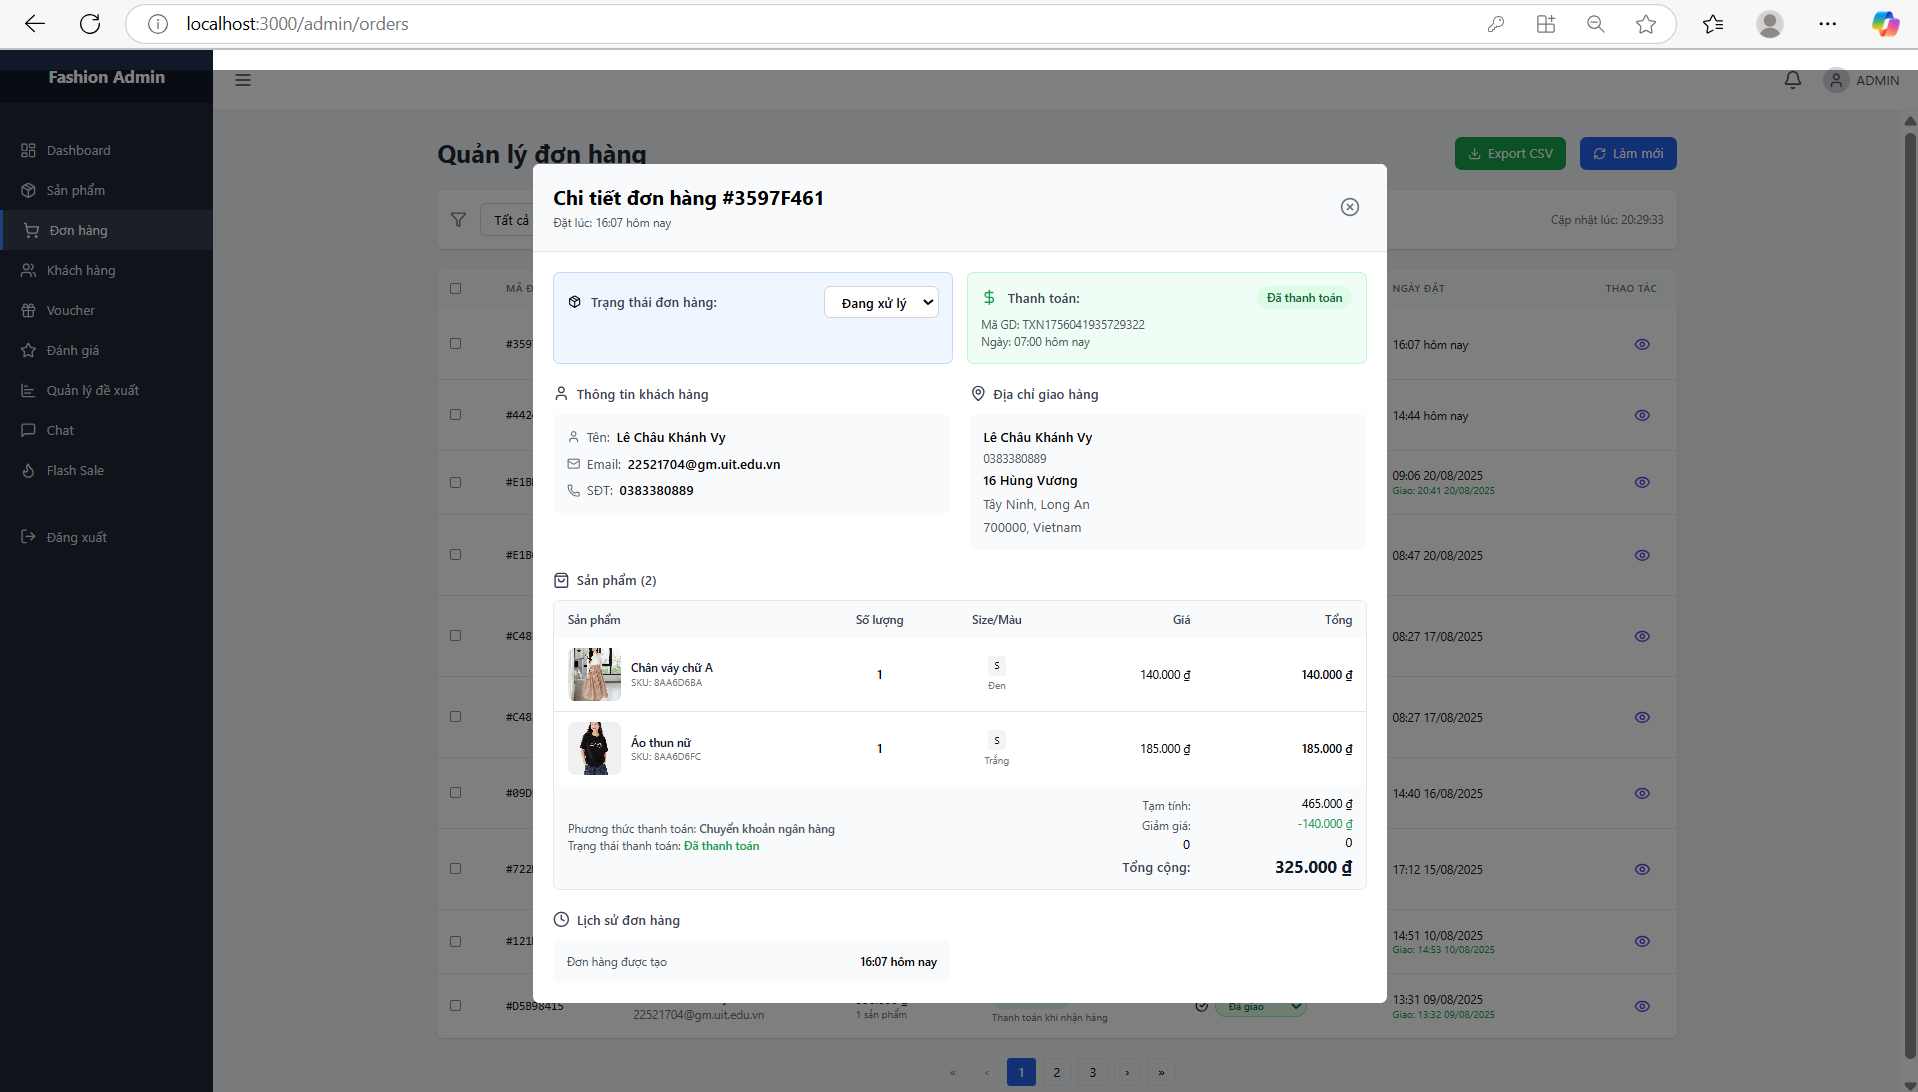 localhost:3000/admin/orders
Fashion Admin
ADMIN
Dashboard
Sản phẩm
Đơn hàng
Khách hàng
Voucher
Đánh giá
Quản lý đề xuất
Chat
Flash Sale
Đăng xuất
Quản lý đơn hàng
Export CSV
Làm mới
Tất cả
Cập nhật lúc: 20:29:33
MÃ Đ
NGÀY ĐẶT
THAO TÁC
#359
16:07 hôm nay
#442
14:44 hôm nay
#E1B
09:06 20/08/2025
Giao: 20:41 20/08/2025
#E1B
08:47 20/08/2025
#C48
08:27 17/08/2025
#C48
08:27 17/08/2025
#09D
14:40 16/08/2025
#722
17:12 15/08/2025
#121
14:51 10/08/2025
Giao: 14:53 10/08/2025
#D5B98415
22521704@gm.uit.edu.vn
1 sản phẩm
Thanh toán khi nhận hàng
Đã giao
13:31 09/08/2025
Giao: 13:32 09/08/2025
« ‹ 1 2 3 › »
Chi tiết đơn hàng #3597F461
Đặt lúc: 16:07 hôm nay
Trạng thái đơn hàng:
Đang xử lý
Thanh toán:
Đã thanh toán
Mã GD: TXN1756041935729322
Ngày: 07:00 hôm nay
Thông tin khách hàng
Tên: Lê Châu Khánh Vy
Email: 22521704@gm.uit.edu.vn
SĐT: 0383380889
Địa chỉ giao hàng
Lê Châu Khánh Vy
0383380889
16 Hùng Vương
Tây Ninh, Long An
700000, Vietnam
Sản phẩm (2)
Sản phẩm Số lượng Size/Màu Giá Tổng
Chân váy chữ A
SKU: 8AA6D6BA
1
S
Đen
140.000 ₫
140.000 ₫
Áo thun nữ
SKU: 8AA6D6FC
1
S
Trắng
185.000 ₫
185.000 ₫
Phương thức thanh toán: Chuyển khoản ngân hàng
Trạng thái thanh toán: Đã thanh toán
Tạm tính: 465.000 ₫
Giảm giá: -140.000 ₫
0 0
Tổng cộng: 325.000 ₫
Lịch sử đơn hàng
Đơn hàng được tạo 16:07 hôm nay